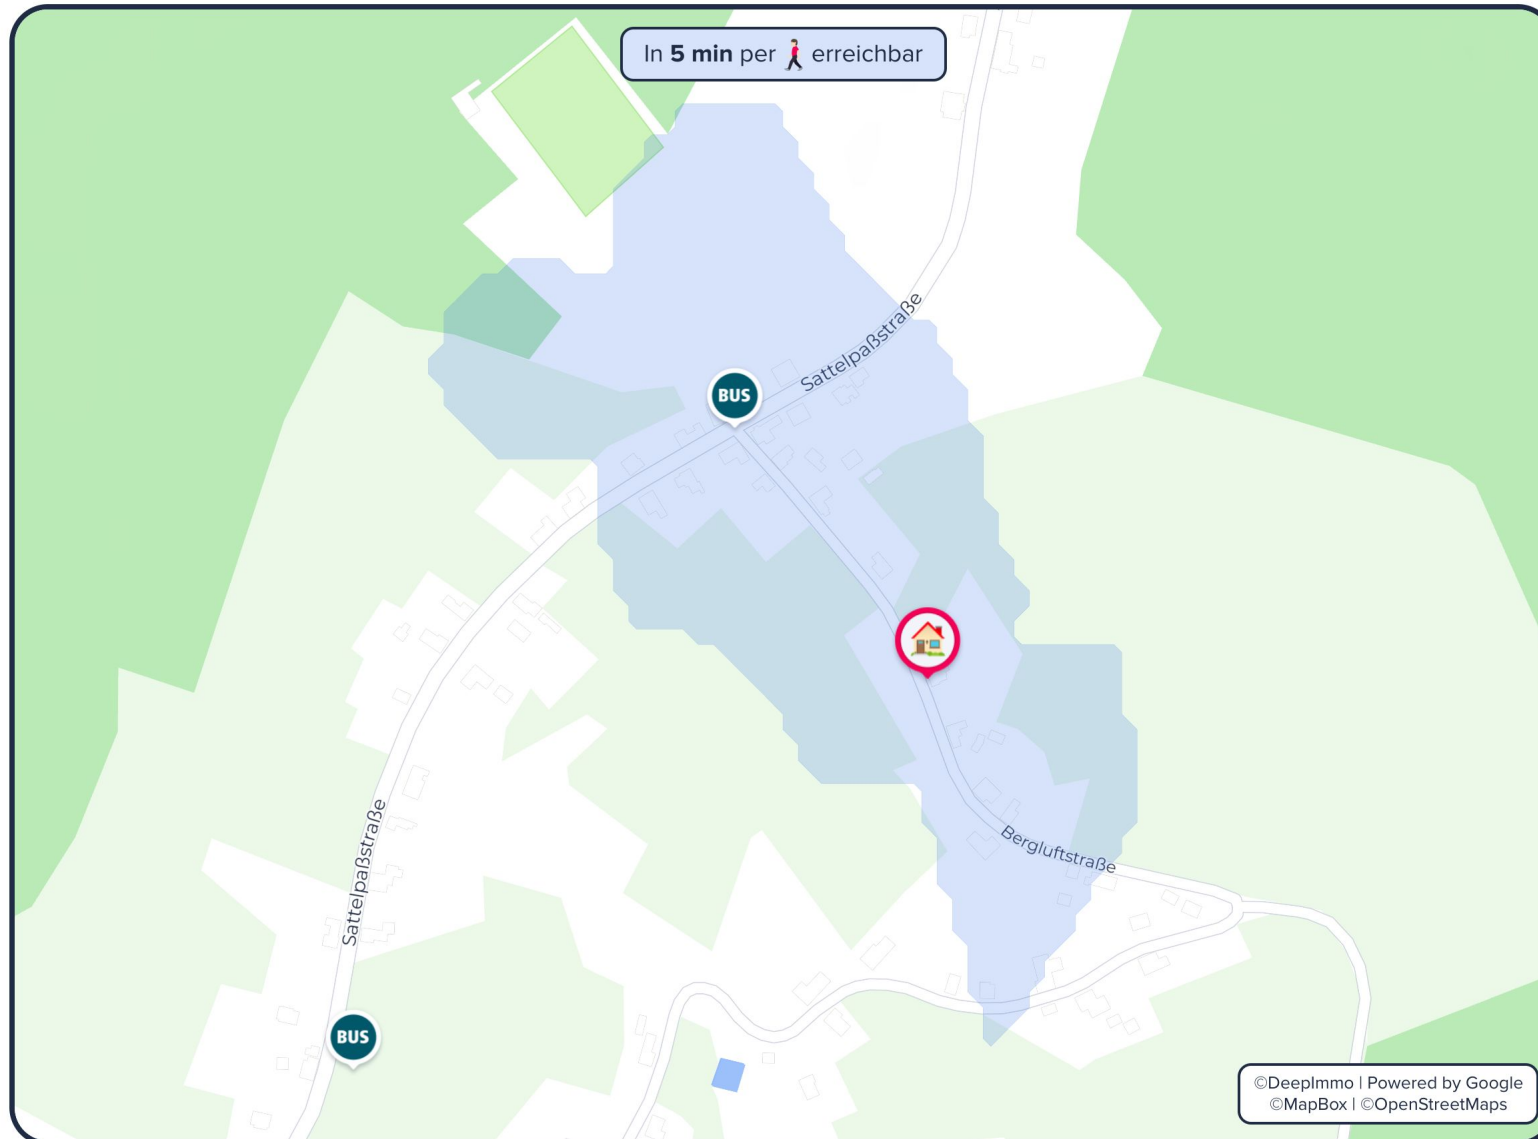 In 5 min per erreichbar
Sattelpaßstraße
BUS
Bergluftstraße
Sattelpaßstraße
BUS
©DeepImmo | Powered by Google
©MapBox | ©OpenStreetMaps